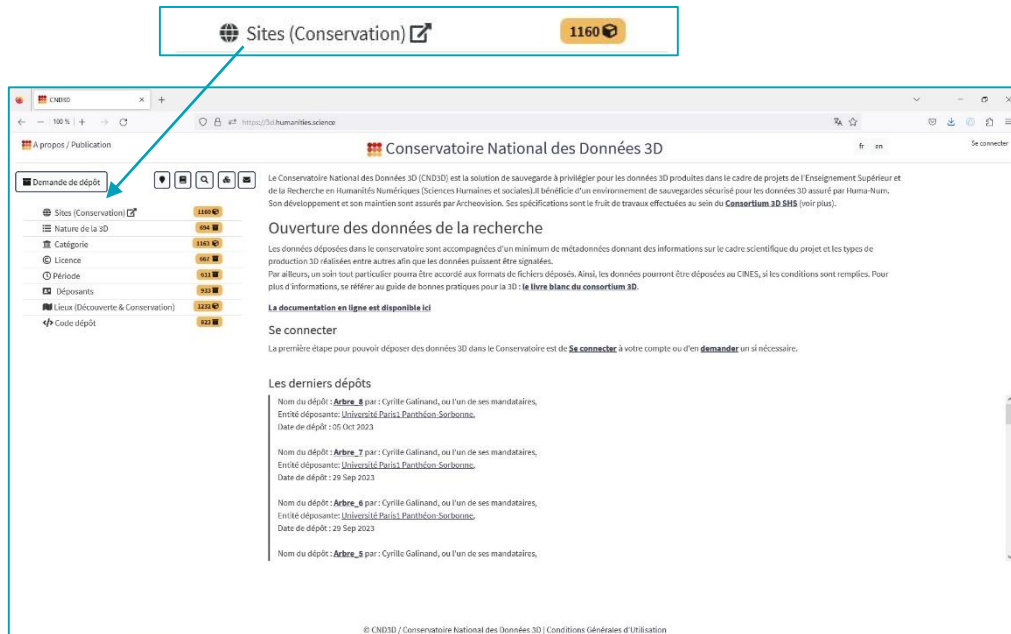 Sites (Conservation) 1160
CND3D
100 %
https://3d.humanities.science
A propos / Publication
Conservatoire National des Données 3D
fr en
Se connecter
Demande de dépôt
Sites (Conservation) 1160
Nature de la 3D 694
Catégorie 1163
Licence 667
Période 611
Déposants 933
Lieux (Découverte & Conservation) 1232
Code dépôt 823
Le Conservatoire National des Données 3D (CND3D) est la solution de sauvegarde à privilégier pour les données 3D produites dans le cadre de projets de l'Enseignement Supérieur et
de la Recherche en Humanités Numériques (Sciences Humaines et sociales).Il bénéficie d'un environnement de sauvegardes sécurisé pour les données 3D assuré par Huma-Num.
Son développement et son maintien sont assurés par Archeovision. Ses spécifications sont le fruit de travaux effectuées au sein du Consortium 3D SHS (voir plus).
Ouverture des données de la recherche
Les données déposées dans le conservatoire sont accompagnées d'un minimum de métadonnées donnant des informations sur le cadre scientifique du projet et les types de
production 3D réalisées entre autres afin que les données puissent être signalées.
Par ailleurs, un soin tout particulier pourra être accordé aux formats de fichiers déposés. Ainsi, les données pourront être déposées au CINES, si les conditions sont remplies. Pour
plus d'informations, se référer au guide de bonnes pratiques pour la 3D : le livre blanc du consortium 3D.
La documentation en ligne est disponible ici
Se connecter
La première étape pour pouvoir déposer des données 3D dans le Conservatoire est de Se connecter à votre compte ou d'en demander un si nécessaire.
Les derniers dépôts
Nom du dépôt : Arbre_8 par : Cyrille Galinand, ou l'un de ses mandataires,
Entité déposante: Université Paris1 Panthéon-Sorbonne,
Date de dépôt : 05 Oct 2023
Nom du dépôt : Arbre_7 par : Cyrille Galinand, ou l'un de ses mandataires,
Entité déposante: Université Paris1 Panthéon-Sorbonne,
Date de dépôt : 29 Sep 2023
Nom du dépôt : Arbre_6 par : Cyrille Galinand, ou l'un de ses mandataires,
Entité déposante: Université Paris1 Panthéon-Sorbonne,
Date de dépôt : 29 Sep 2023
Nom du dépôt : Arbre_5 par : Cyrille Galinand, ou l'un de ses mandataires,
© CND3D / Conservatoire National des Données 3D | Conditions Générales d'Utilisation